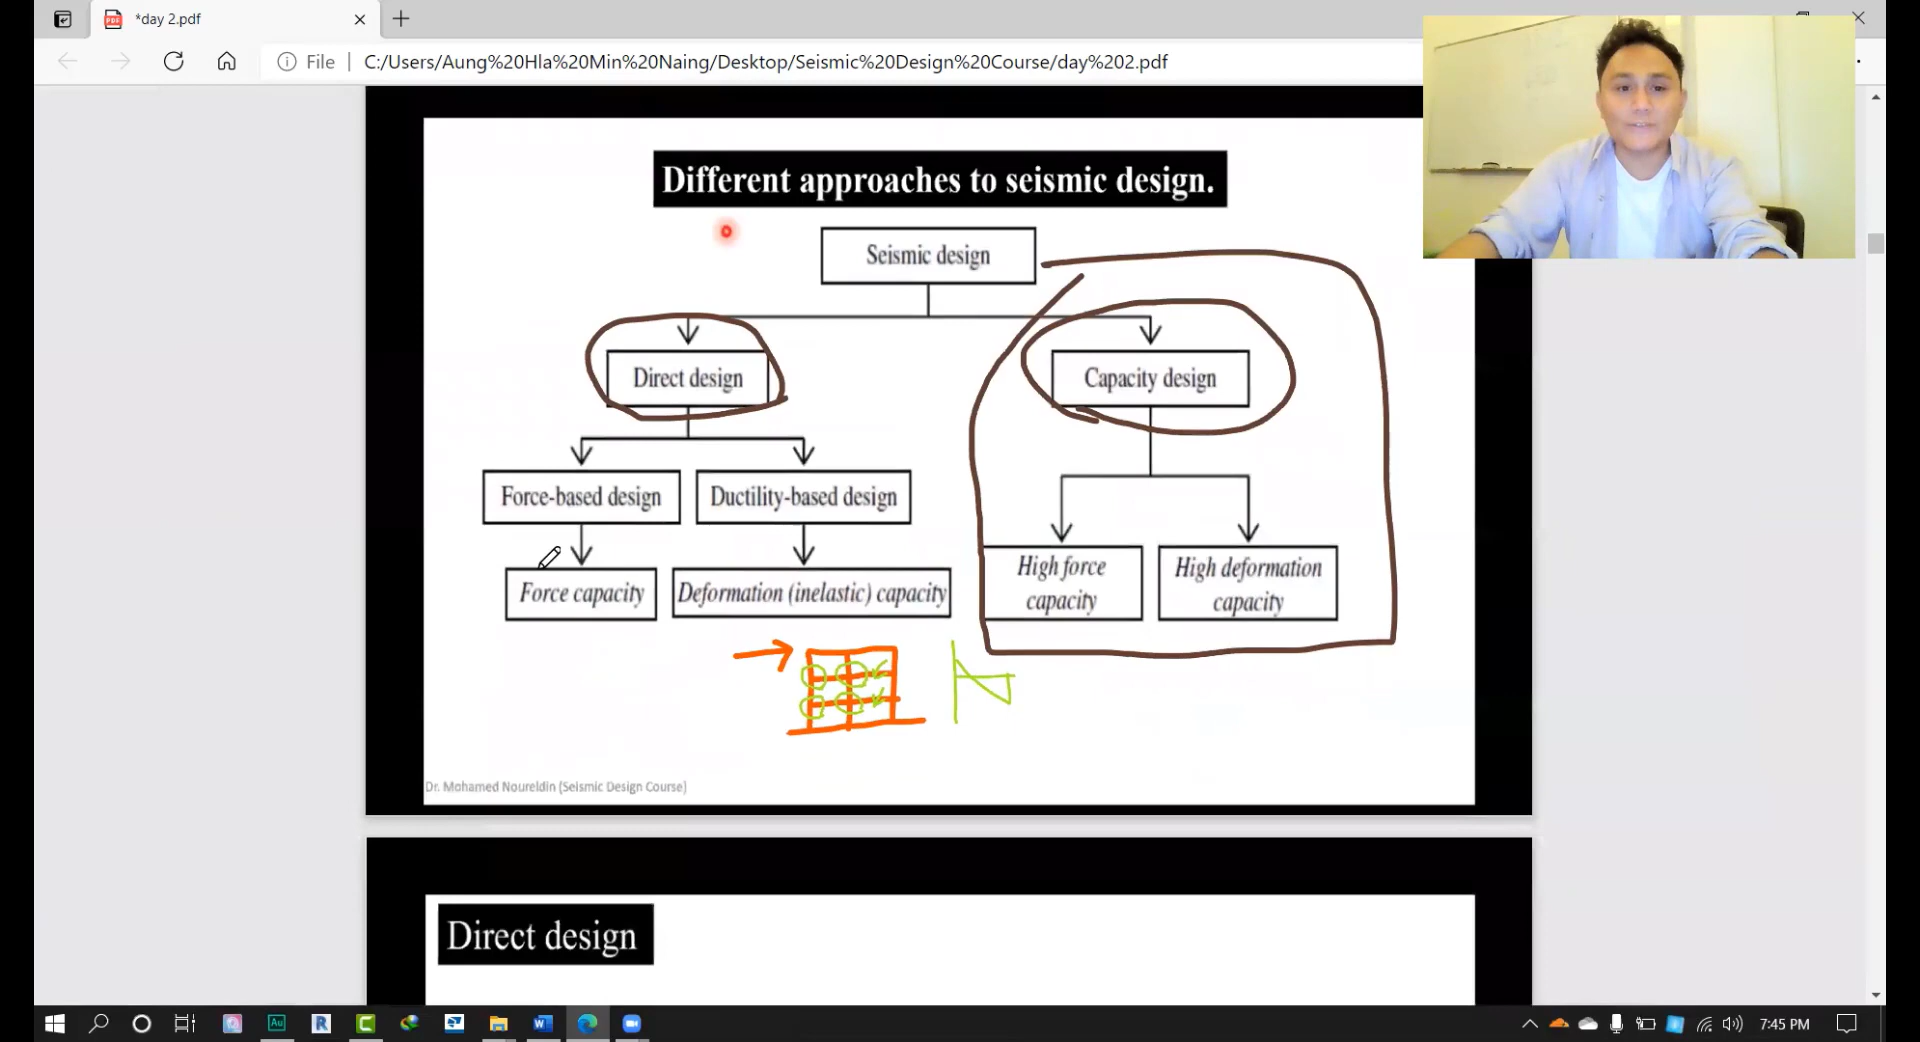 *day 2.pdf
File
C:/Users/Aung%20Hla%20Min%20Naing/Desktop/Seismic%20Design%20Course/day%202.pdf
Different approaches to seismic design.
Seismic design
Direct design
Capacity design
Force-based design
Ductility-based design
Force capacity
Deformation (inelastic) capacity
High force
capacity
High deformation
capacity
Dr. Mohamed Noureldin (Seismic Design Course)
Direct design
7:45 PM